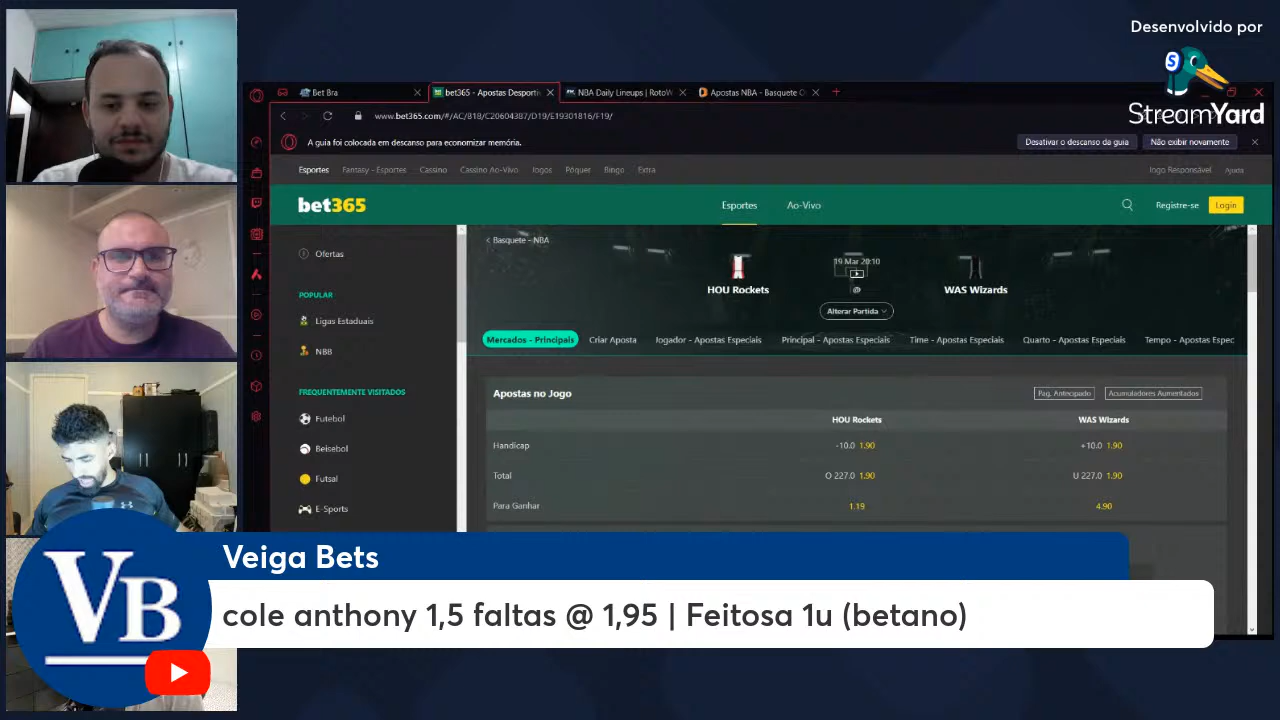 Desenvolvido por
StreamYard
Bet Bra
bet365 - Apostas Desporti
NBA Daily Lineups | RotoW
Apostas NBA - Basquete O
www.bet365.com/#/AC/B18/C20604387/D19/E19301816/F19/
A guia foi colocada em descanso para economizar memória.
Desativar o descanso da guia
Não exibir novamente
Esportes
Fantasy - Esportes
Cassino
Cassino Ao-Vivo
Jogos
Pôquer
Bingo
Extra
Jogo Responsável
Ajuda
bet365
Esportes
Ao-Vivo
Registre-se
Login
Ofertas
POPULAR
Ligas Estaduais
NBB
FREQUENTEMENTE VISITADOS
Futebol
Beisebol
Futsal
E-Sports
Basquete - NBA
19 Mar 20:10
HOU Rockets
@
WAS Wizards
Alterar Partida
Mercados - Principais
Criar Aposta
Jogador - Apostas Especiais
Principal - Apostas Especiais
Time - Apostas Especiais
Quarto - Apostas Especiais
Tempo - Apostas Espec
Apostas no Jogo
Pag. Antecipado
Acumuladores Aumentados
HOU Rockets
WAS Wizards
Handicap
-10.0 1.90
+10.0 1.90
Total
O 227.0 1.90
U 227.0 1.90
Para Ganhar
1.19
4.90
VB
Veiga Bets
cole anthony 1,5 faltas @ 1,95 | Feitosa 1u (betano)